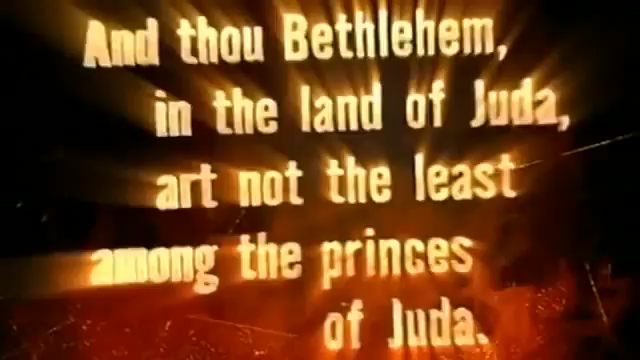 And thou Bethlehem,
in the land of Juda,
art not the least
among the princes
of Juda.